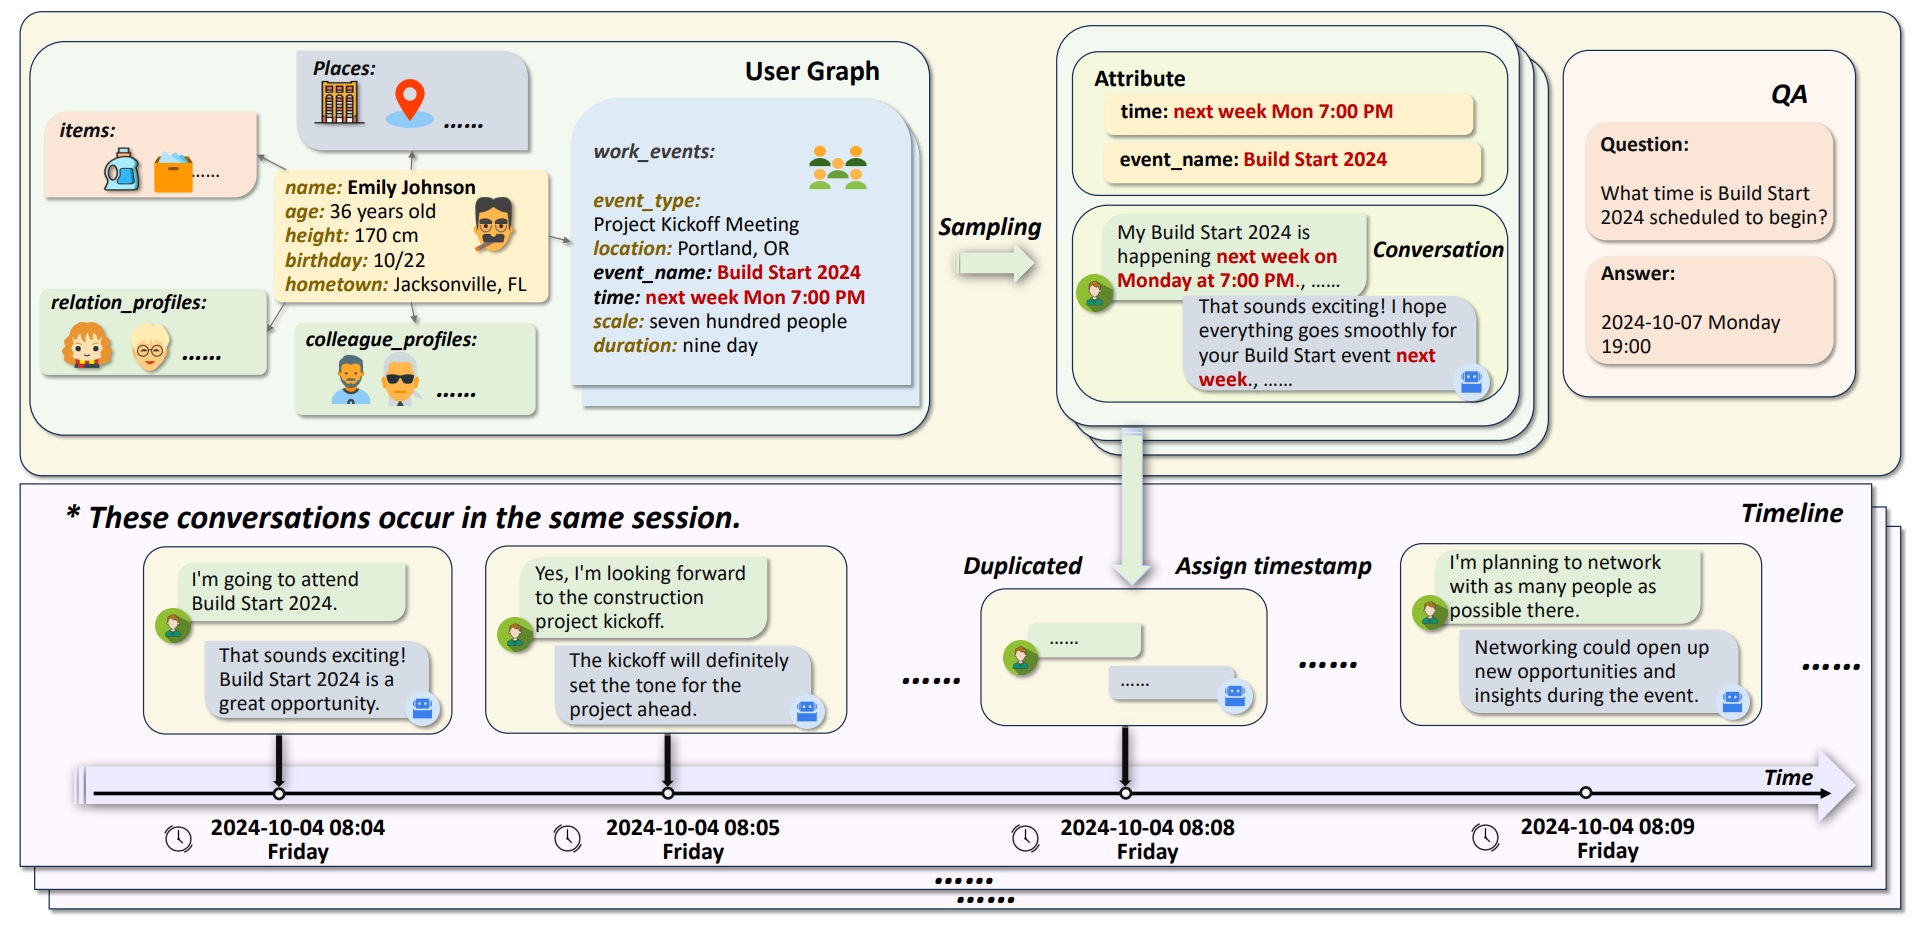 User Graph
Places:
......
items:
......
name: Emily Johnson
age: 36 years old
height: 170 cm
birthday: 10/22
hometown: Jacksonville, FL
relation_profiles:
......
colleague_profiles:
......
work_events:
event_type:
Project Kickoff Meeting
location: Portland, OR
event_name: Build Start 2024
time: next week Mon 7:00 PM
scale: seven hundred people
duration: nine day
Sampling
Attribute
time: next week Mon 7:00 PM
event_name: Build Start 2024
Conversation
My Build Start 2024 is
happening next week on
Monday at 7:00 PM., ......
That sounds exciting! I hope
everything goes smoothly for
your Build Start event next
week., ......
QA
Question:
What time is Build Start
2024 scheduled to begin?
Answer:
2024-10-07 Monday
19:00
* These conversations occur in the same session.
Timeline
I'm going to attend
Build Start 2024.
That sounds exciting!
Build Start 2024 is a
great opportunity.
Yes, I'm looking forward
to the construction
project kickoff.
The kickoff will definitely
set the tone for the
project ahead.
......
Duplicated
Assign timestamp
......
......
......
I'm planning to network
with as many people as
possible there.
Networking could open up
new opportunities and
insights during the event.
......
Time
2024-10-04 08:04
Friday
2024-10-04 08:05
Friday
2024-10-04 08:08
Friday
2024-10-04 08:09
Friday
......
......